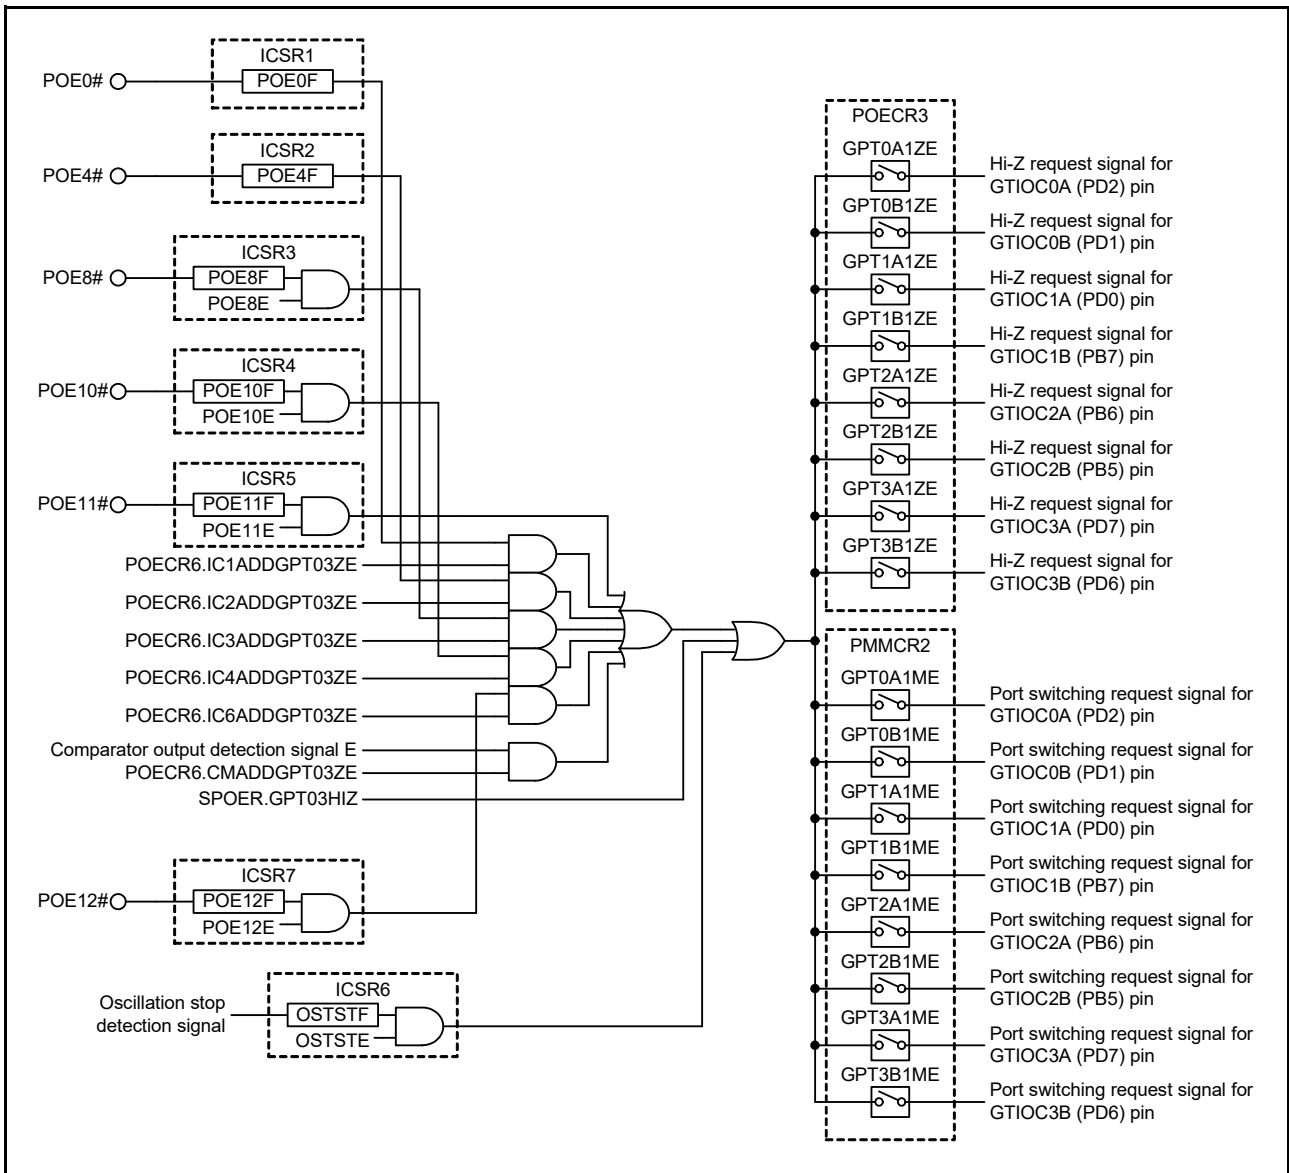 ICSR1
POE0# POE0F
ICSR2
POE4# POE4F
ICSR3
POE8# POE8F
POE8E
ICSR4
POE10# POE10F
POE10E
ICSR5
POE11# POE11F
POE11E
POECR6.IC1ADDGPT03ZE
POECR6.IC2ADDGPT03ZE
POECR6.IC3ADDGPT03ZE
POECR6.IC4ADDGPT03ZE
POECR6.IC6ADDGPT03ZE
Comparator output detection signal E
POECR6.CMADDGPT03ZE
SPOER.GPT03HIZ
ICSR7
POE12# POE12F
POE12E
ICSR6
Oscillation stop
detection signal
OSTSTF
OSTSTE
POECR3
GPT0A1ZE
Hi-Z request signal for
GTIOC0A (PD2) pin
GPT0B1ZE
Hi-Z request signal for
GTIOC0B (PD1) pin
GPT1A1ZE
Hi-Z request signal for
GTIOC1A (PD0) pin
GPT1B1ZE
Hi-Z request signal for
GTIOC1B (PB7) pin
GPT2A1ZE
Hi-Z request signal for
GTIOC2A (PB6) pin
GPT2B1ZE
Hi-Z request signal for
GTIOC2B (PB5) pin
GPT3A1ZE
Hi-Z request signal for
GTIOC3A (PD7) pin
GPT3B1ZE
Hi-Z request signal for
GTIOC3B (PD6) pin
PMMCR2
GPT0A1ME
Port switching request signal for
GTIOC0A (PD2) pin
GPT0B1ME
Port switching request signal for
GTIOC0B (PD1) pin
GPT1A1ME
Port switching request signal for
GTIOC1A (PD0) pin
GPT1B1ME
Port switching request signal for
GTIOC1B (PB7) pin
GPT2A1ME
Port switching request signal for
GTIOC2A (PB6) pin
GPT2B1ME
Port switching request signal for
GTIOC2B (PB5) pin
GPT3A1ME
Port switching request signal for
GTIOC3A (PD7) pin
GPT3B1ME
Port switching request signal for
GTIOC3B (PD6) pin